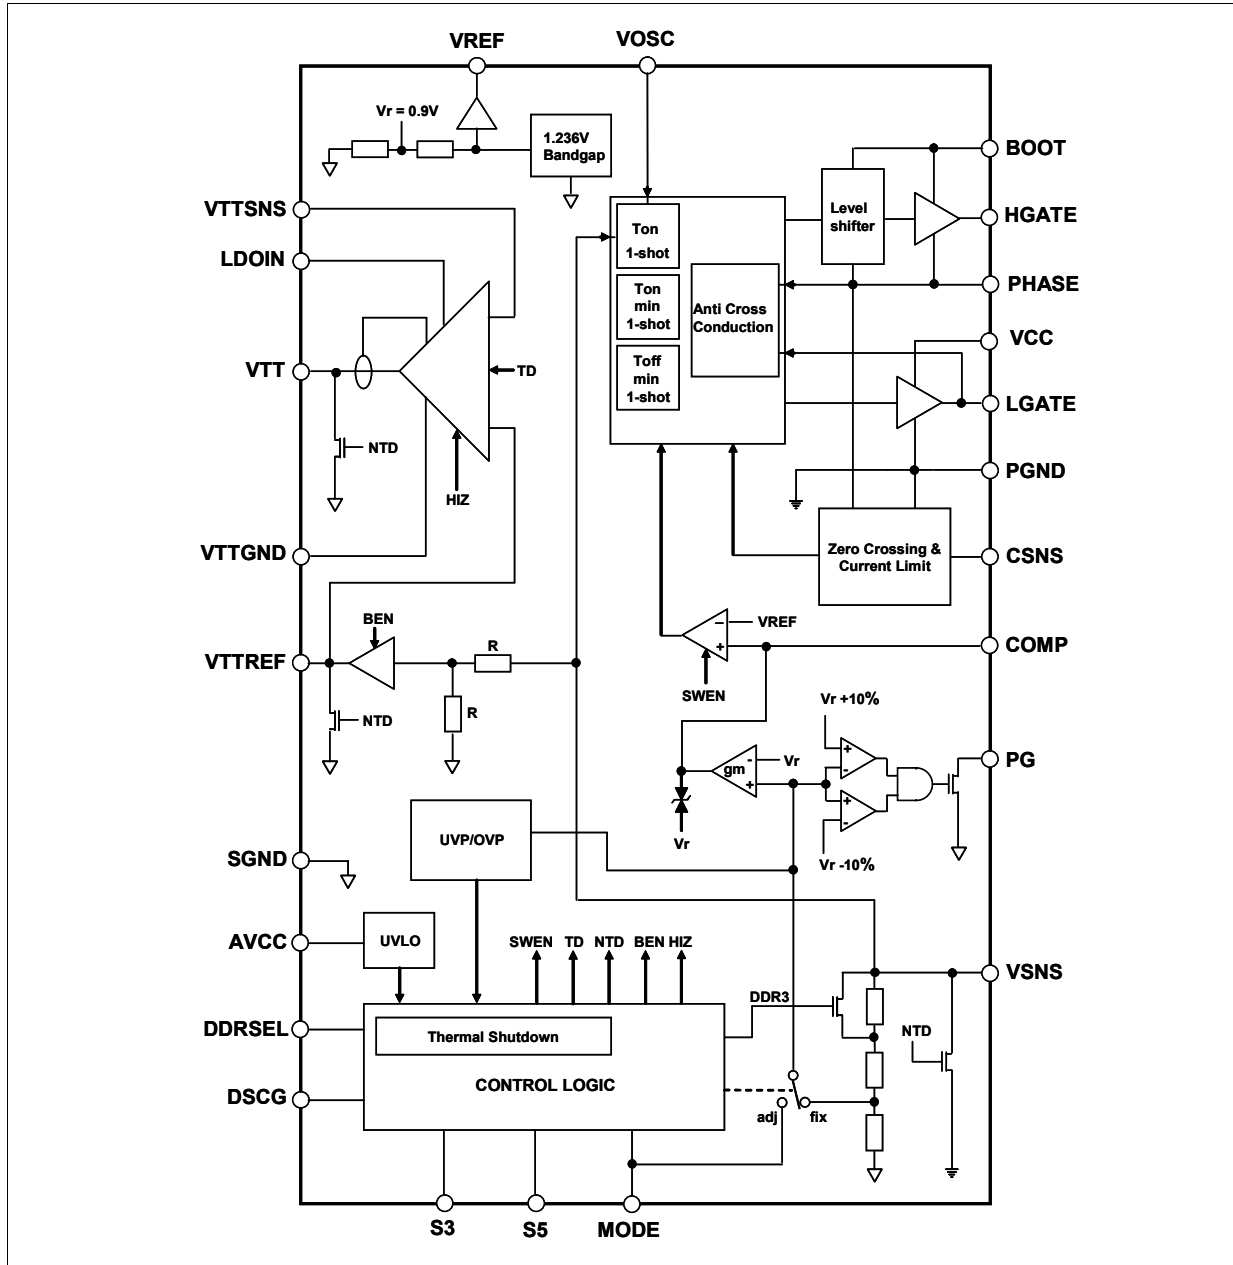 VREF
VOSC
Vr = 0.9V
1.236V
Bandgap
BOOT
VTTSNS
Level
shifter
HGATE
Ton
1-shot
LDOIN
PHASE
Ton
min
1-shot
Anti Cross
Conduction
VCC
VTT
TD
Toff
min
1-shot
LGATE
NTD
PGND
HIZ
VTTGND
Zero Crossing &
Current Limit
CSNS
BEN
VREF
−
+
COMP
R
VTTREF
SWEN
Vr +10%
R
NTD
+
-
PG
-
Vr
gm
+
+
-
UVP/OVP
Vr
SGND
Vr -10%
AVCC
UVLO
SWEN
TD
NTD
BEN
HIZ
VSNS
DDR3
DDRSEL
Thermal Shutdown
NTD
CONTROL LOGIC
DSCG
adj
fix
S3
S5
MODE